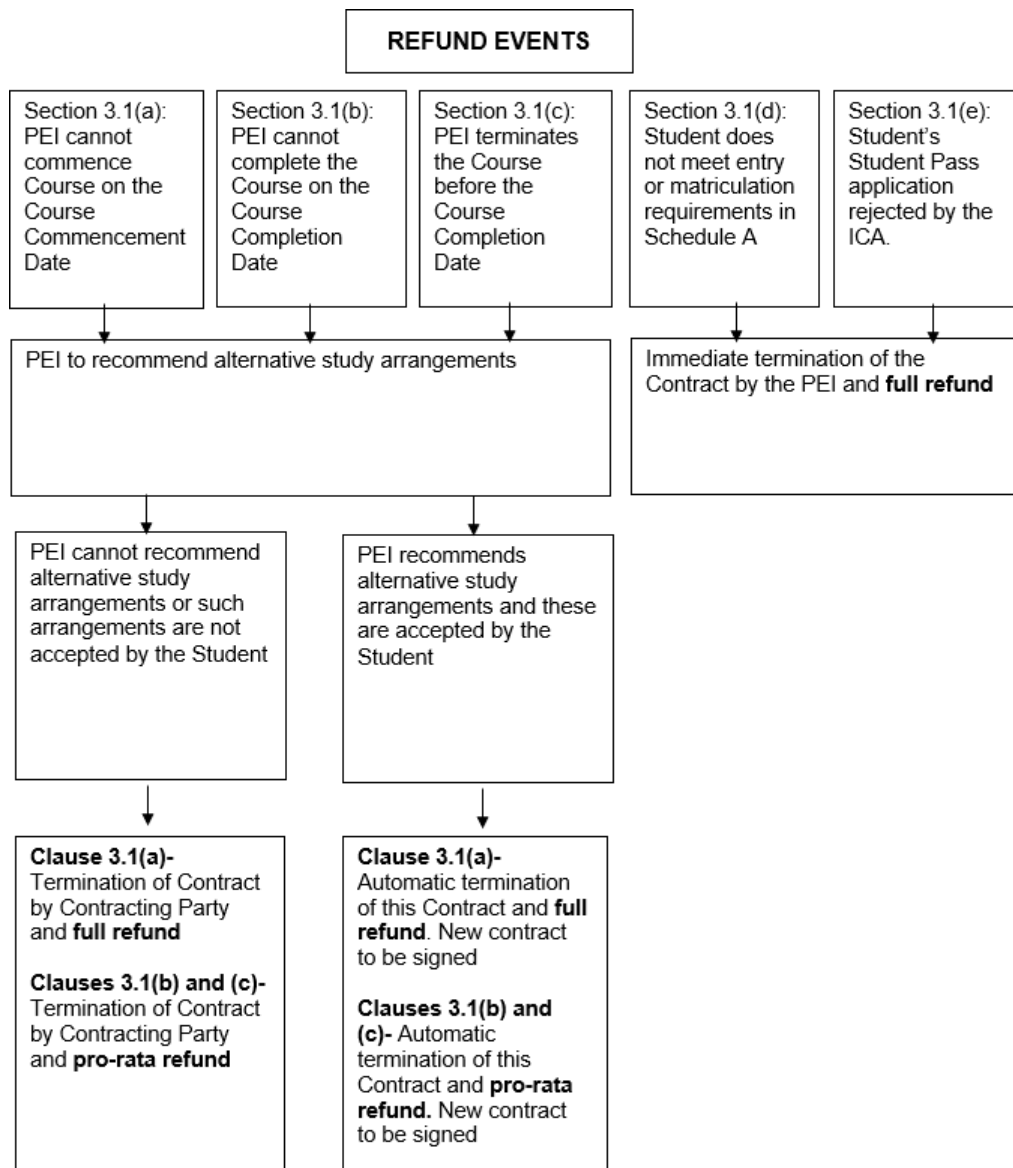 REFUND EVENTS
Section 3.1(a):
PEI cannot
commence
Course on the
Course
Commencement
Date
Section 3.1(b):
PEI cannot
complete the
Course on the
Course
Completion
Date
Section 3.1(c):
PEI terminates
the Course
before the
Course
Completion
Date
Section 3.1(d):
Student does
not meet entry
or matriculation
requirements in
Schedule A
Section 3.1(e):
Student’s
Student Pass
application
rejected by the
ICA.
PEI to recommend alternative study arrangements
Immediate termination of the
Contract by the PEI and full refund
PEI cannot recommend
alternative study
arrangements or such
arrangements are not
accepted by the Student
PEI recommends
alternative study
arrangements and these
are accepted by the
Student
Clause 3.1(a)-
Termination of Contract
by Contracting Party
and full refund
Clauses 3.1(b) and (c)-
Termination of Contract
by Contracting Party
and pro-rata refund
Clause 3.1(a)-
Automatic termination
of this Contract and full
refund. New contract
to be signed
Clauses 3.1(b) and
(c)- Automatic
termination of this
Contract and pro-rata
refund. New contract
to be signed